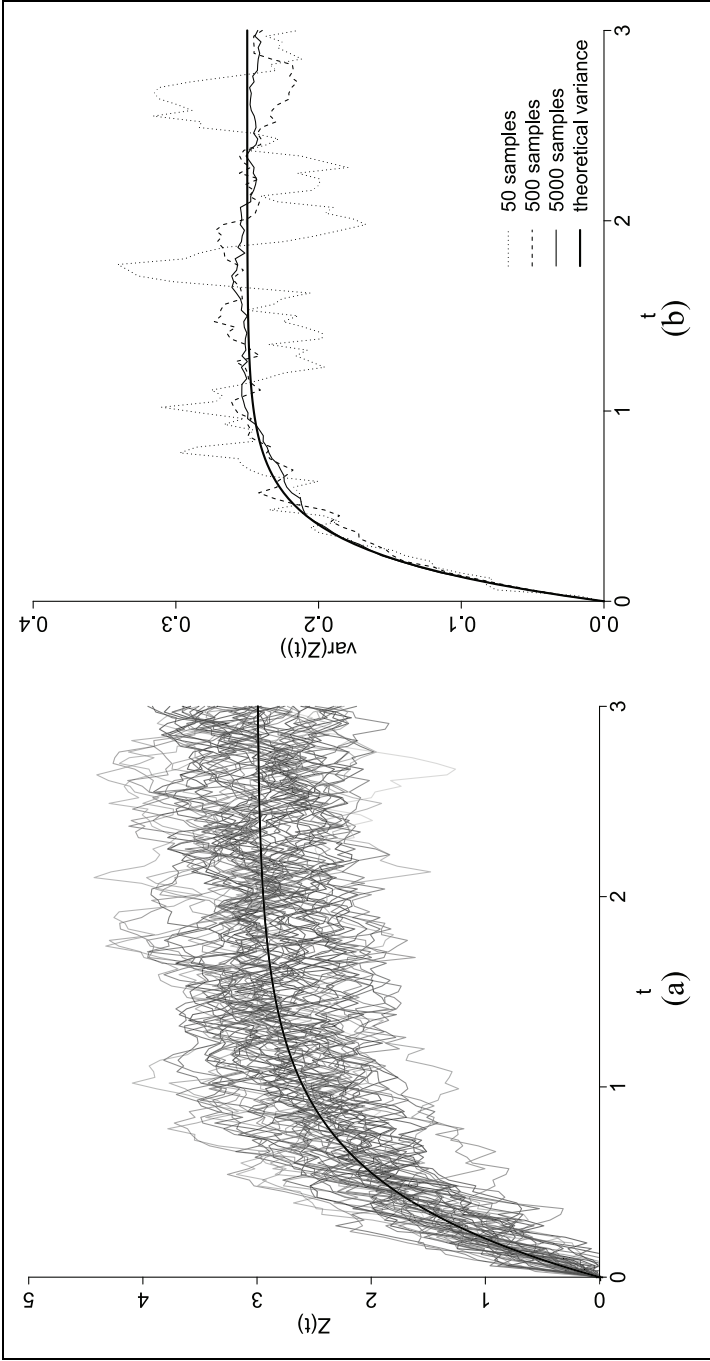 5
4
3
2
1
0
Z(t)
0
1
2
3
t
(a)
0.4
0.3
0.2
0.1
0.0
var(Z(t))
0
1
2
3
t
(b)
50 samples
500 samples
5000 samples
theoretical variance